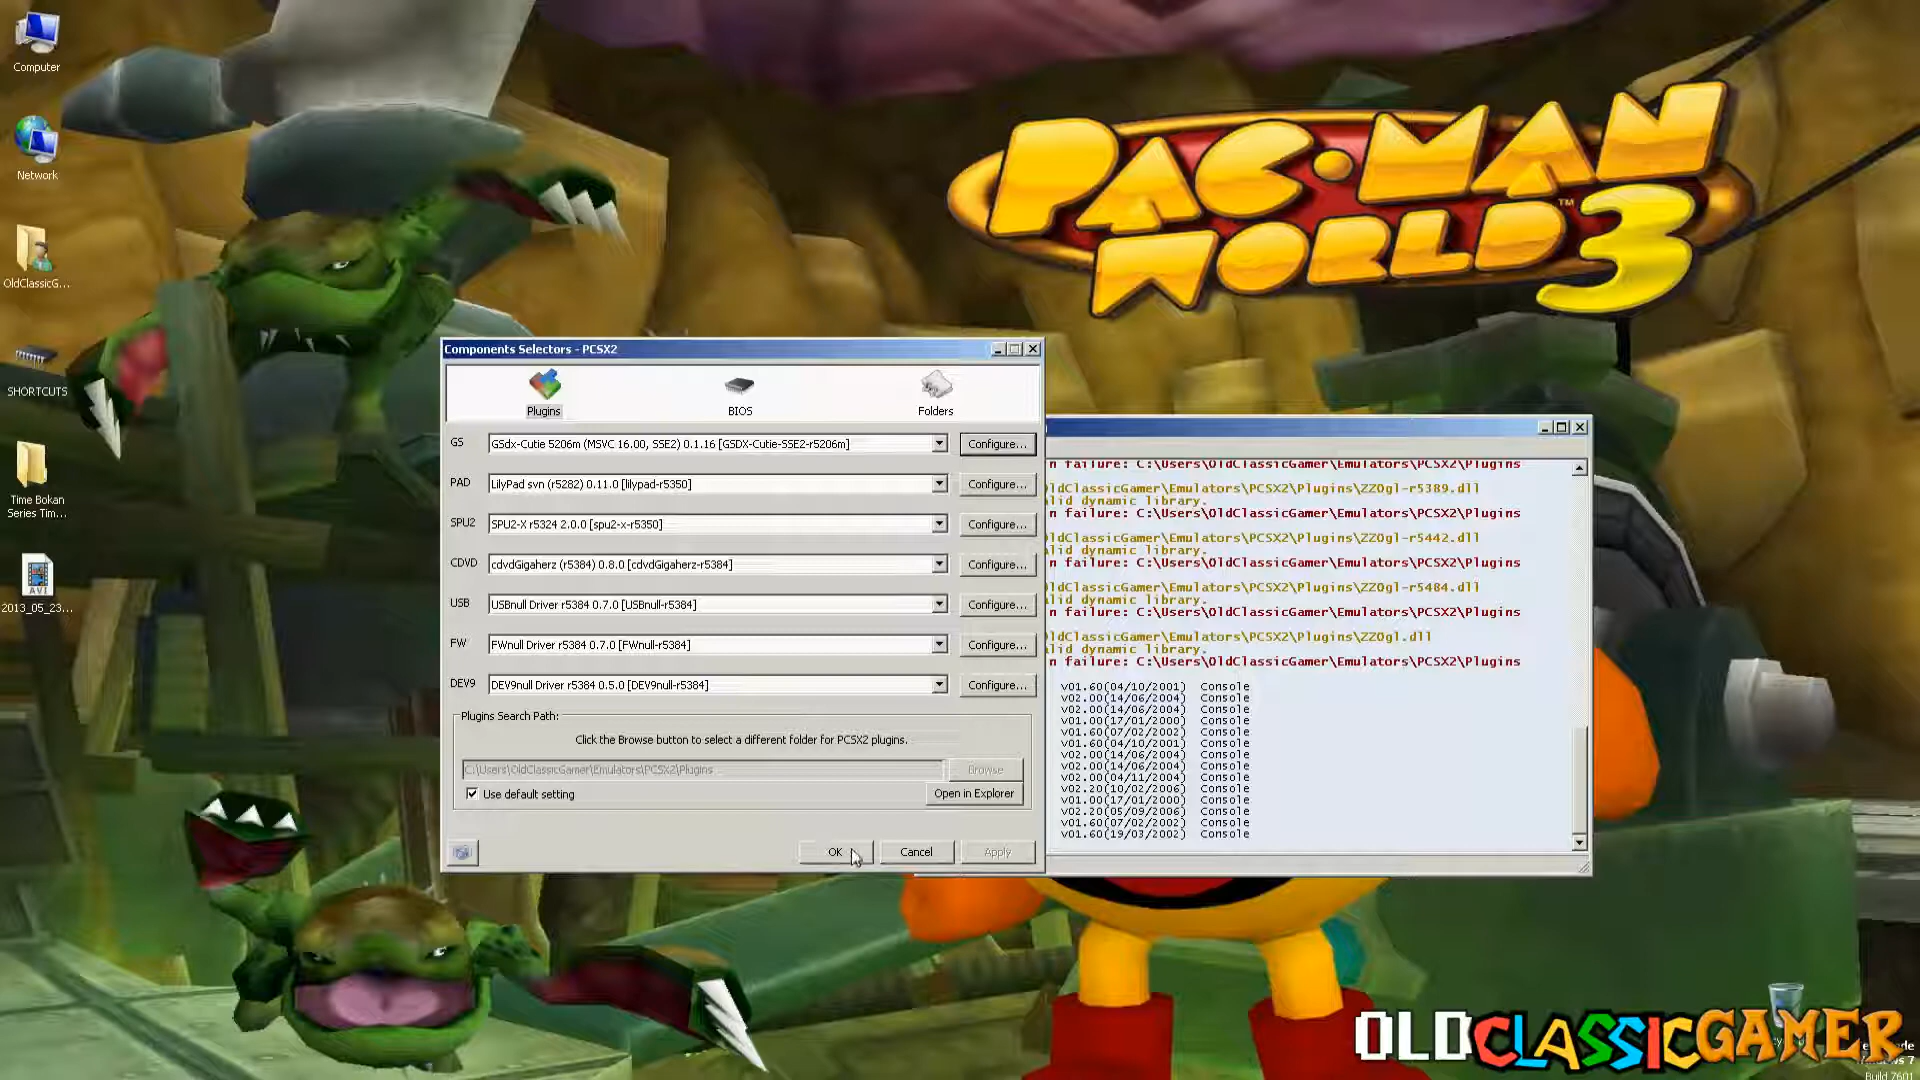 Computer
Network
OldClassicG...
SHORTCUTS
Time Bokan
Series Tim...
2013_05_23...
PAC-MAN
WORLD 3
TM
Components Selectors - PCSX2
Plugins
BIOS
Folders
GS
GSdx-Cutie 5206m (MSVC 16.00, SSE2) 0.1.16 [GSDX-Cutie-SSE2-r5206m]
Configure...
PAD
LilyPad svn (r5282) 0.11.0 [lilypad-r5350]
Configure...
SPU2
SPU2-X r5324 2.0.0 [spu2-x-r5350]
Configure...
CDVD
cdvdGigaherz (r5384) 0.8.0 [cdvdGigaherz-r5384]
Configure...
USB
USBnull Driver r5384 0.7.0 [USBnull-r5384]
Configure...
FW
FWnull Driver r5384 0.7.0 [FWnull-r5384]
Configure...
DEV9
DEV9null Driver r5384 0.5.0 [DEV9null-r5384]
Configure...
Plugins Search Path:
Click the Browse button to select a different folder for PCSX2 plugins.
C:\Users\OldClassicGamer\Emulators\PCSX2\Plugins
Browse
Use default setting
Open in Explorer
OK
Cancel
Apply
n failure: C:\Users\OldClassicGamer\Emulators\PCSX2\Plugins
ldClassicGamer\Emulators\PCSX2\Plugins\ZZOgl-r5389.dll
lid dynamic library.
n failure: C:\Users\OldClassicGamer\Emulators\PCSX2\Plugins
ldClassicGamer\Emulators\PCSX2\Plugins\ZZOgl-r5442.dll
lid dynamic library.
n failure: C:\Users\OldClassicGamer\Emulators\PCSX2\Plugins
ldClassicGamer\Emulators\PCSX2\Plugins\ZZOgl-r5484.dll
lid dynamic library.
n failure: C:\Users\OldClassicGamer\Emulators\PCSX2\Plugins
ldClassicGamer\Emulators\PCSX2\Plugins\ZZOgl.dll
lid dynamic library.
n failure: C:\Users\OldClassicGamer\Emulators\PCSX2\Plugins
v01.60(04/10/2001) Console
v02.00(14/06/2004) Console
v02.00(14/06/2004) Console
v01.00(17/01/2000) Console
v01.60(07/02/2002) Console
v01.60(04/10/2001) Console
v02.00(14/06/2004) Console
v02.00(14/06/2004) Console
v02.00(04/11/2004) Console
v02.20(10/02/2006) Console
v01.00(17/01/2000) Console
v02.20(05/09/2006) Console
v01.60(07/02/2002) Console
v01.60(19/03/2002) Console
AVI
OLDCLASSICGAMER
Build 7601